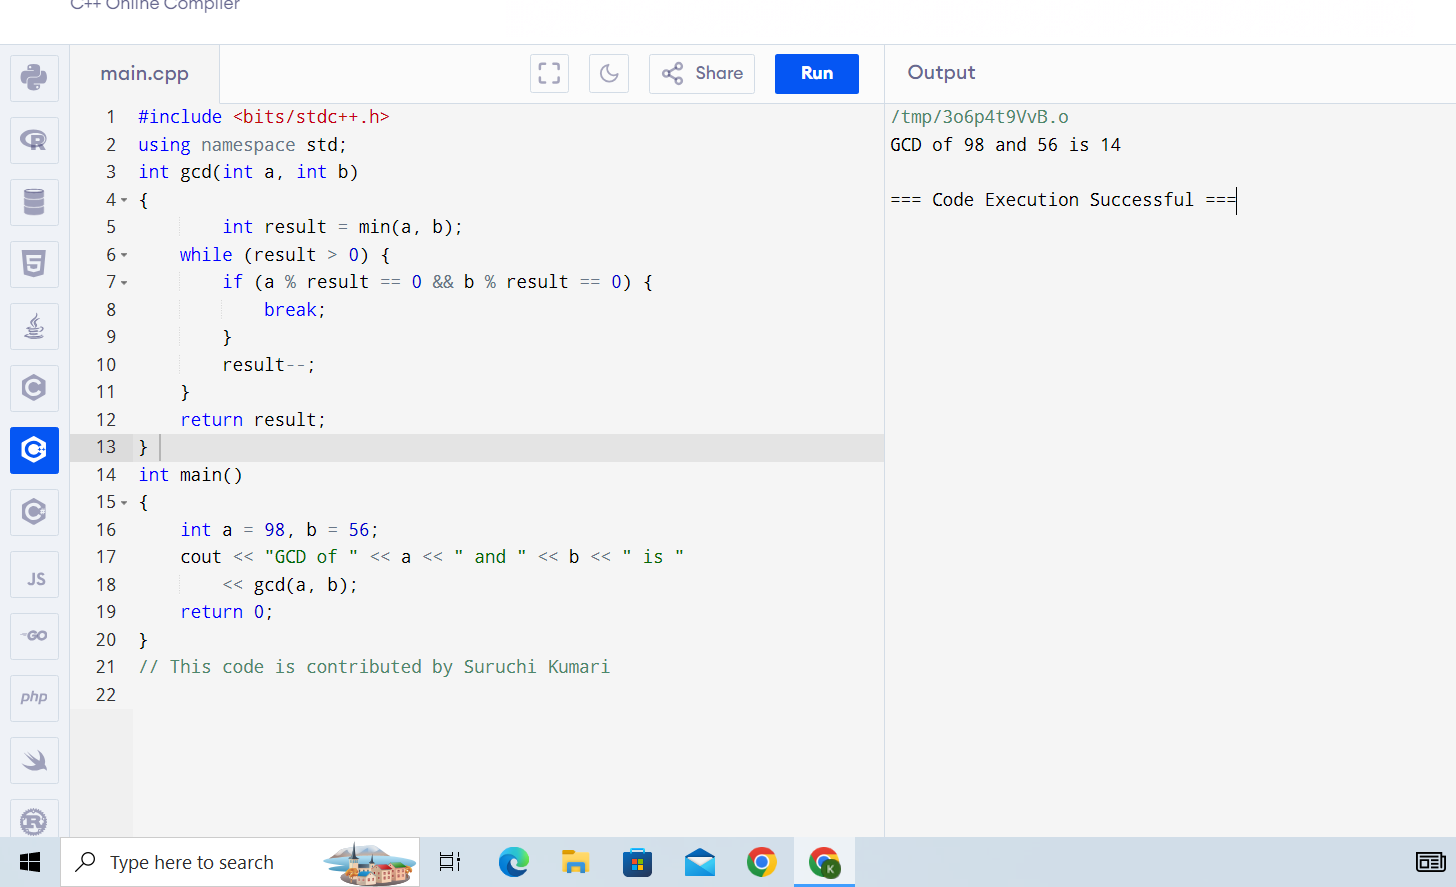 C++ Online Compiler
main.cpp
Share
Run
Output
1 #include <bits/stdc++.h>
2 using namespace std;
3 int gcd(int a, int b)
4 {
5 int result = min(a, b);
6 while (result > 0) {
7 if (a % result == 0 && b % result == 0) {
8 break;
9 }
10 result--;
11 }
12 return result;
13 }
14 int main()
15 {
16 int a = 98, b = 56;
17 cout << "GCD of " << a << " and " << b << " is "
18 << gcd(a, b);
19 return 0;
20 }
21 // This code is contributed by Suruchi Kumari
22
/tmp/3o6p4t9VvB.o
GCD of 98 and 56 is 14
=== Code Execution Successful ===
R
5
C
C+
C#
JS
GO
php
R
Type here to search
K